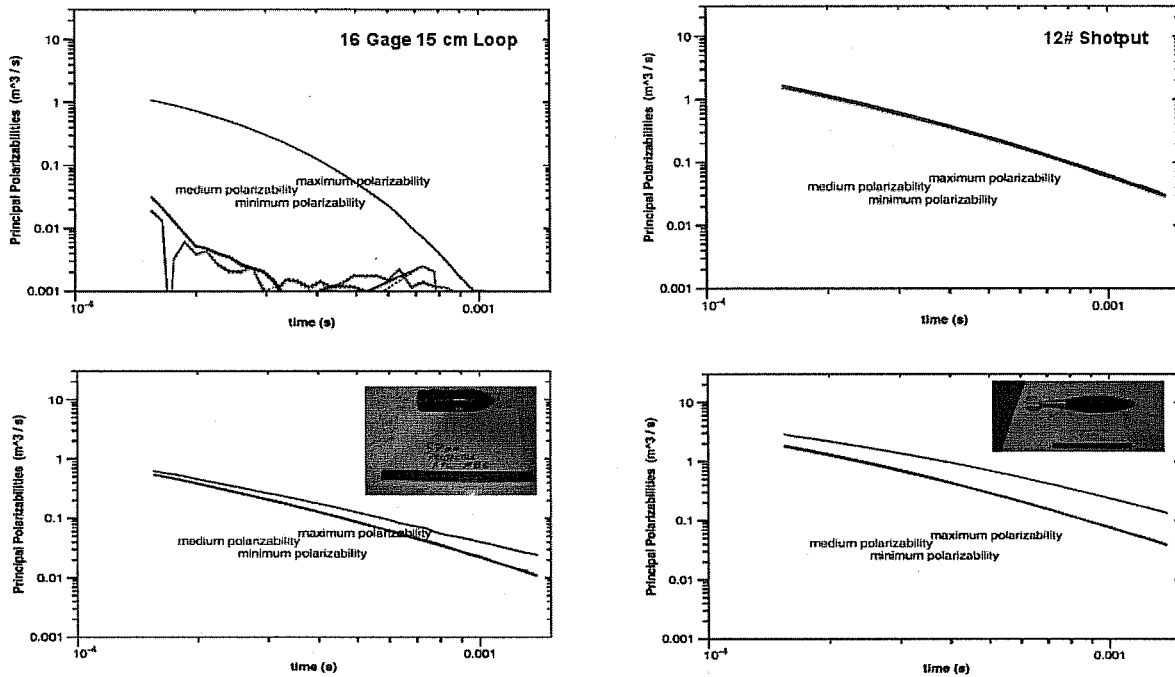 16 Gage 15 cm Loop
Principal Polarizabilities (m^3 / s)
10
1
0.1
0.01
0.001
maximum polarizability
medium polarizability
minimum polarizability
10^-4
0.001
time (s)
12# Shotput
Principal Polarizabilities (m^3 / s)
10
1
0.1
0.01
0.001
maximum polarizability
medium polarizability
minimum polarizability
10^-4
0.001
time (s)
Principal Polarizabilities (m^3 / s)
10
1
0.1
0.01
0.001
maximum polarizability
medium polarizability
minimum polarizability
10^-4
0.001
time (s)
Principal Polarizabilities (m^3 / s)
10
1
0.1
0.01
0.001
maximum polarizability
medium polarizability
minimum polarizability
10^-4
0.001
time (s)